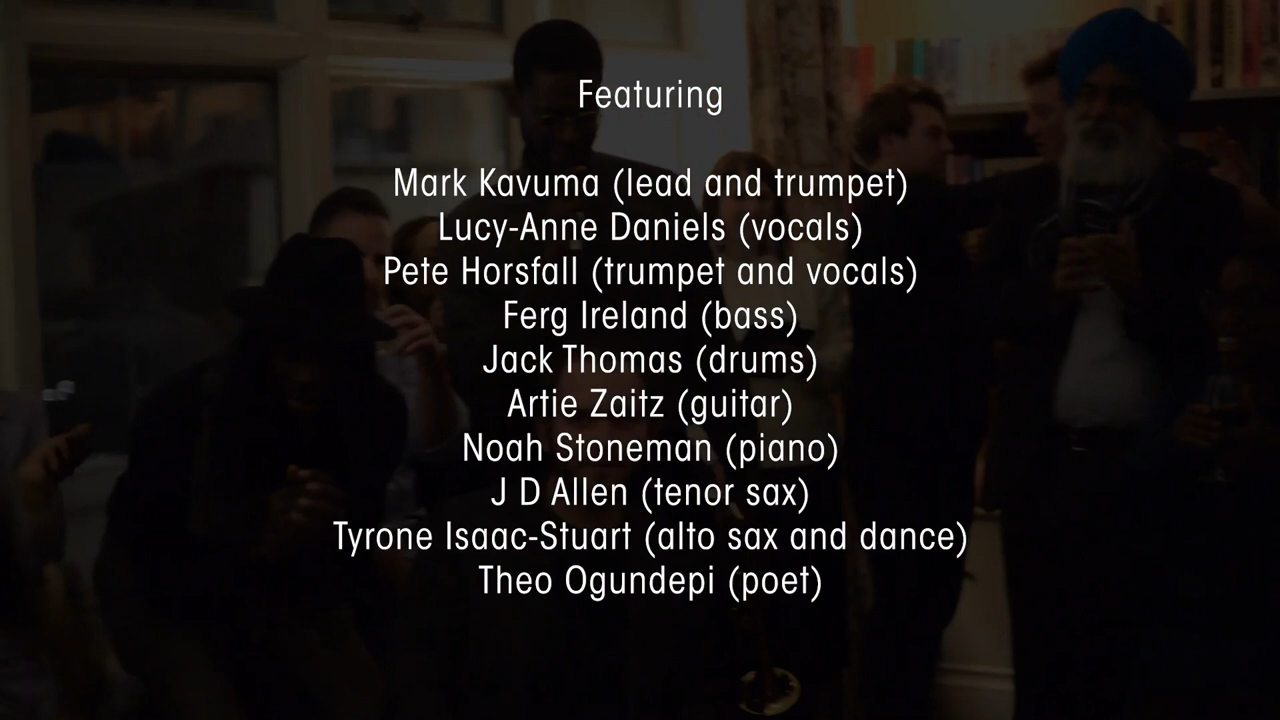 Featuring
Mark Kavuma (lead and trumpet)
Lucy-Anne Daniels (vocals)
Pete Horsfall (trumpet and vocals)
Ferg Ireland (bass)
Jack Thomas (drums)
Artie Zaitz (guitar)
Noah Stoneman (piano)
J D Allen (tenor sax)
Tyrone Isaac-Stuart (alto sax and dance)
Theo Ogundepi (poet)